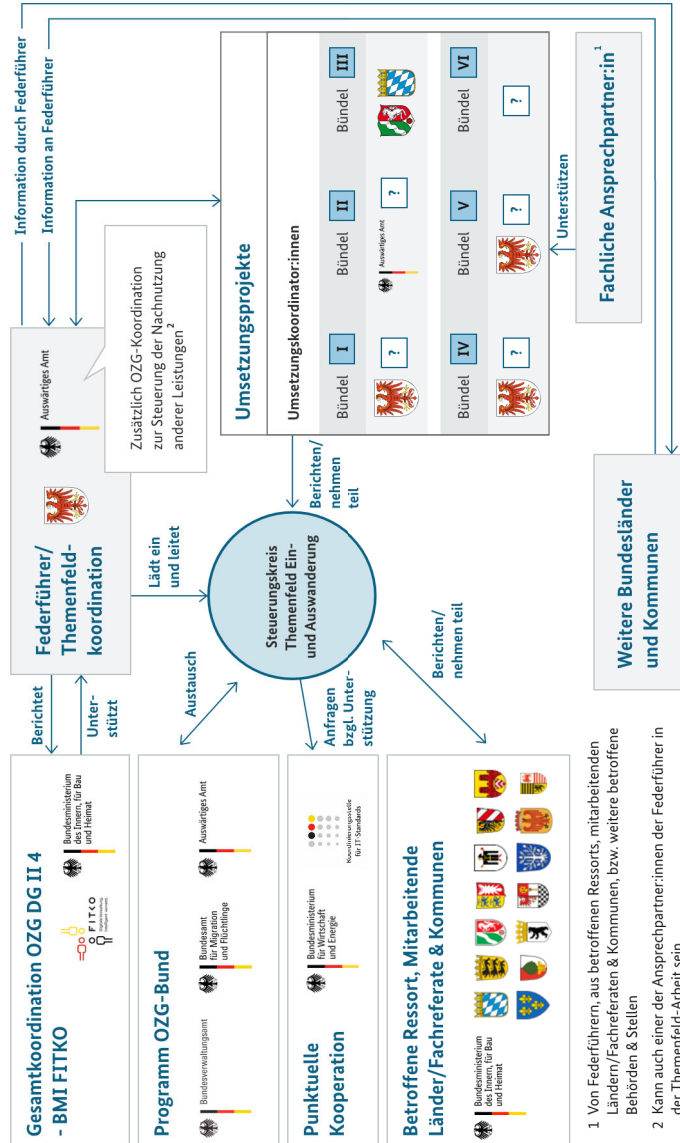 Gesamtkoordination OZG DG II 4
- BMI FITKO
FITKO
Bundesministerium
des Innern, für Bau
und Heimat
Berichtet
Unter-
stützt
Federführer/
Themenfeld-
koordination
Auswärtiges Amt
Information durch Federführer
Information an Federführer
Zusätzlich OZG-Koordination
zur Steuerung der Nachnutzung
anderer Leistungen 2
Programm OZG-Bund
Bundesverwaltungsamt
Bundesamt
für Migration
und Flüchtlinge
Auswärtiges Amt
Austausch
Lädt ein
und leitet
Steuerungskreis
Themenfeld Ein-
und Auswanderung
Berichten/
nehmen
teil
Umsetzungsprojekte
Umsetzungskoordinator:innen
Bündel I
Bündel II
Bündel III
?
Auswärtiges Amt
?
Bündel IV
Bündel V
Bündel VI
?
?
?
Unterstützen
Fachliche Ansprechpartner:in 1
Punktuelle
Kooperation
Bundesministerium
für Wirtschaft
und Energie
Koordinierungsstelle
für IT-Standards
Anfragen
bzgl. Unter-
stützung
Betroffene Ressort, Mitarbeitende
Länder/Fachreferate & Kommunen
Bundesministerium
des Innern, für Bau
und Heimat
Berichten/
nehmen teil
Weitere Bundesländer
und Kommunen
1 Von Federführern, aus betroffenen Ressorts, mitarbeitenden
Ländern/Fachreferaten & Kommunen, bzw. weitere betroffene
Behörden & Stellen
2 Kann auch einer der Ansprechpartner:innen der Federführer in
der Themenfeld-Arbeit sein